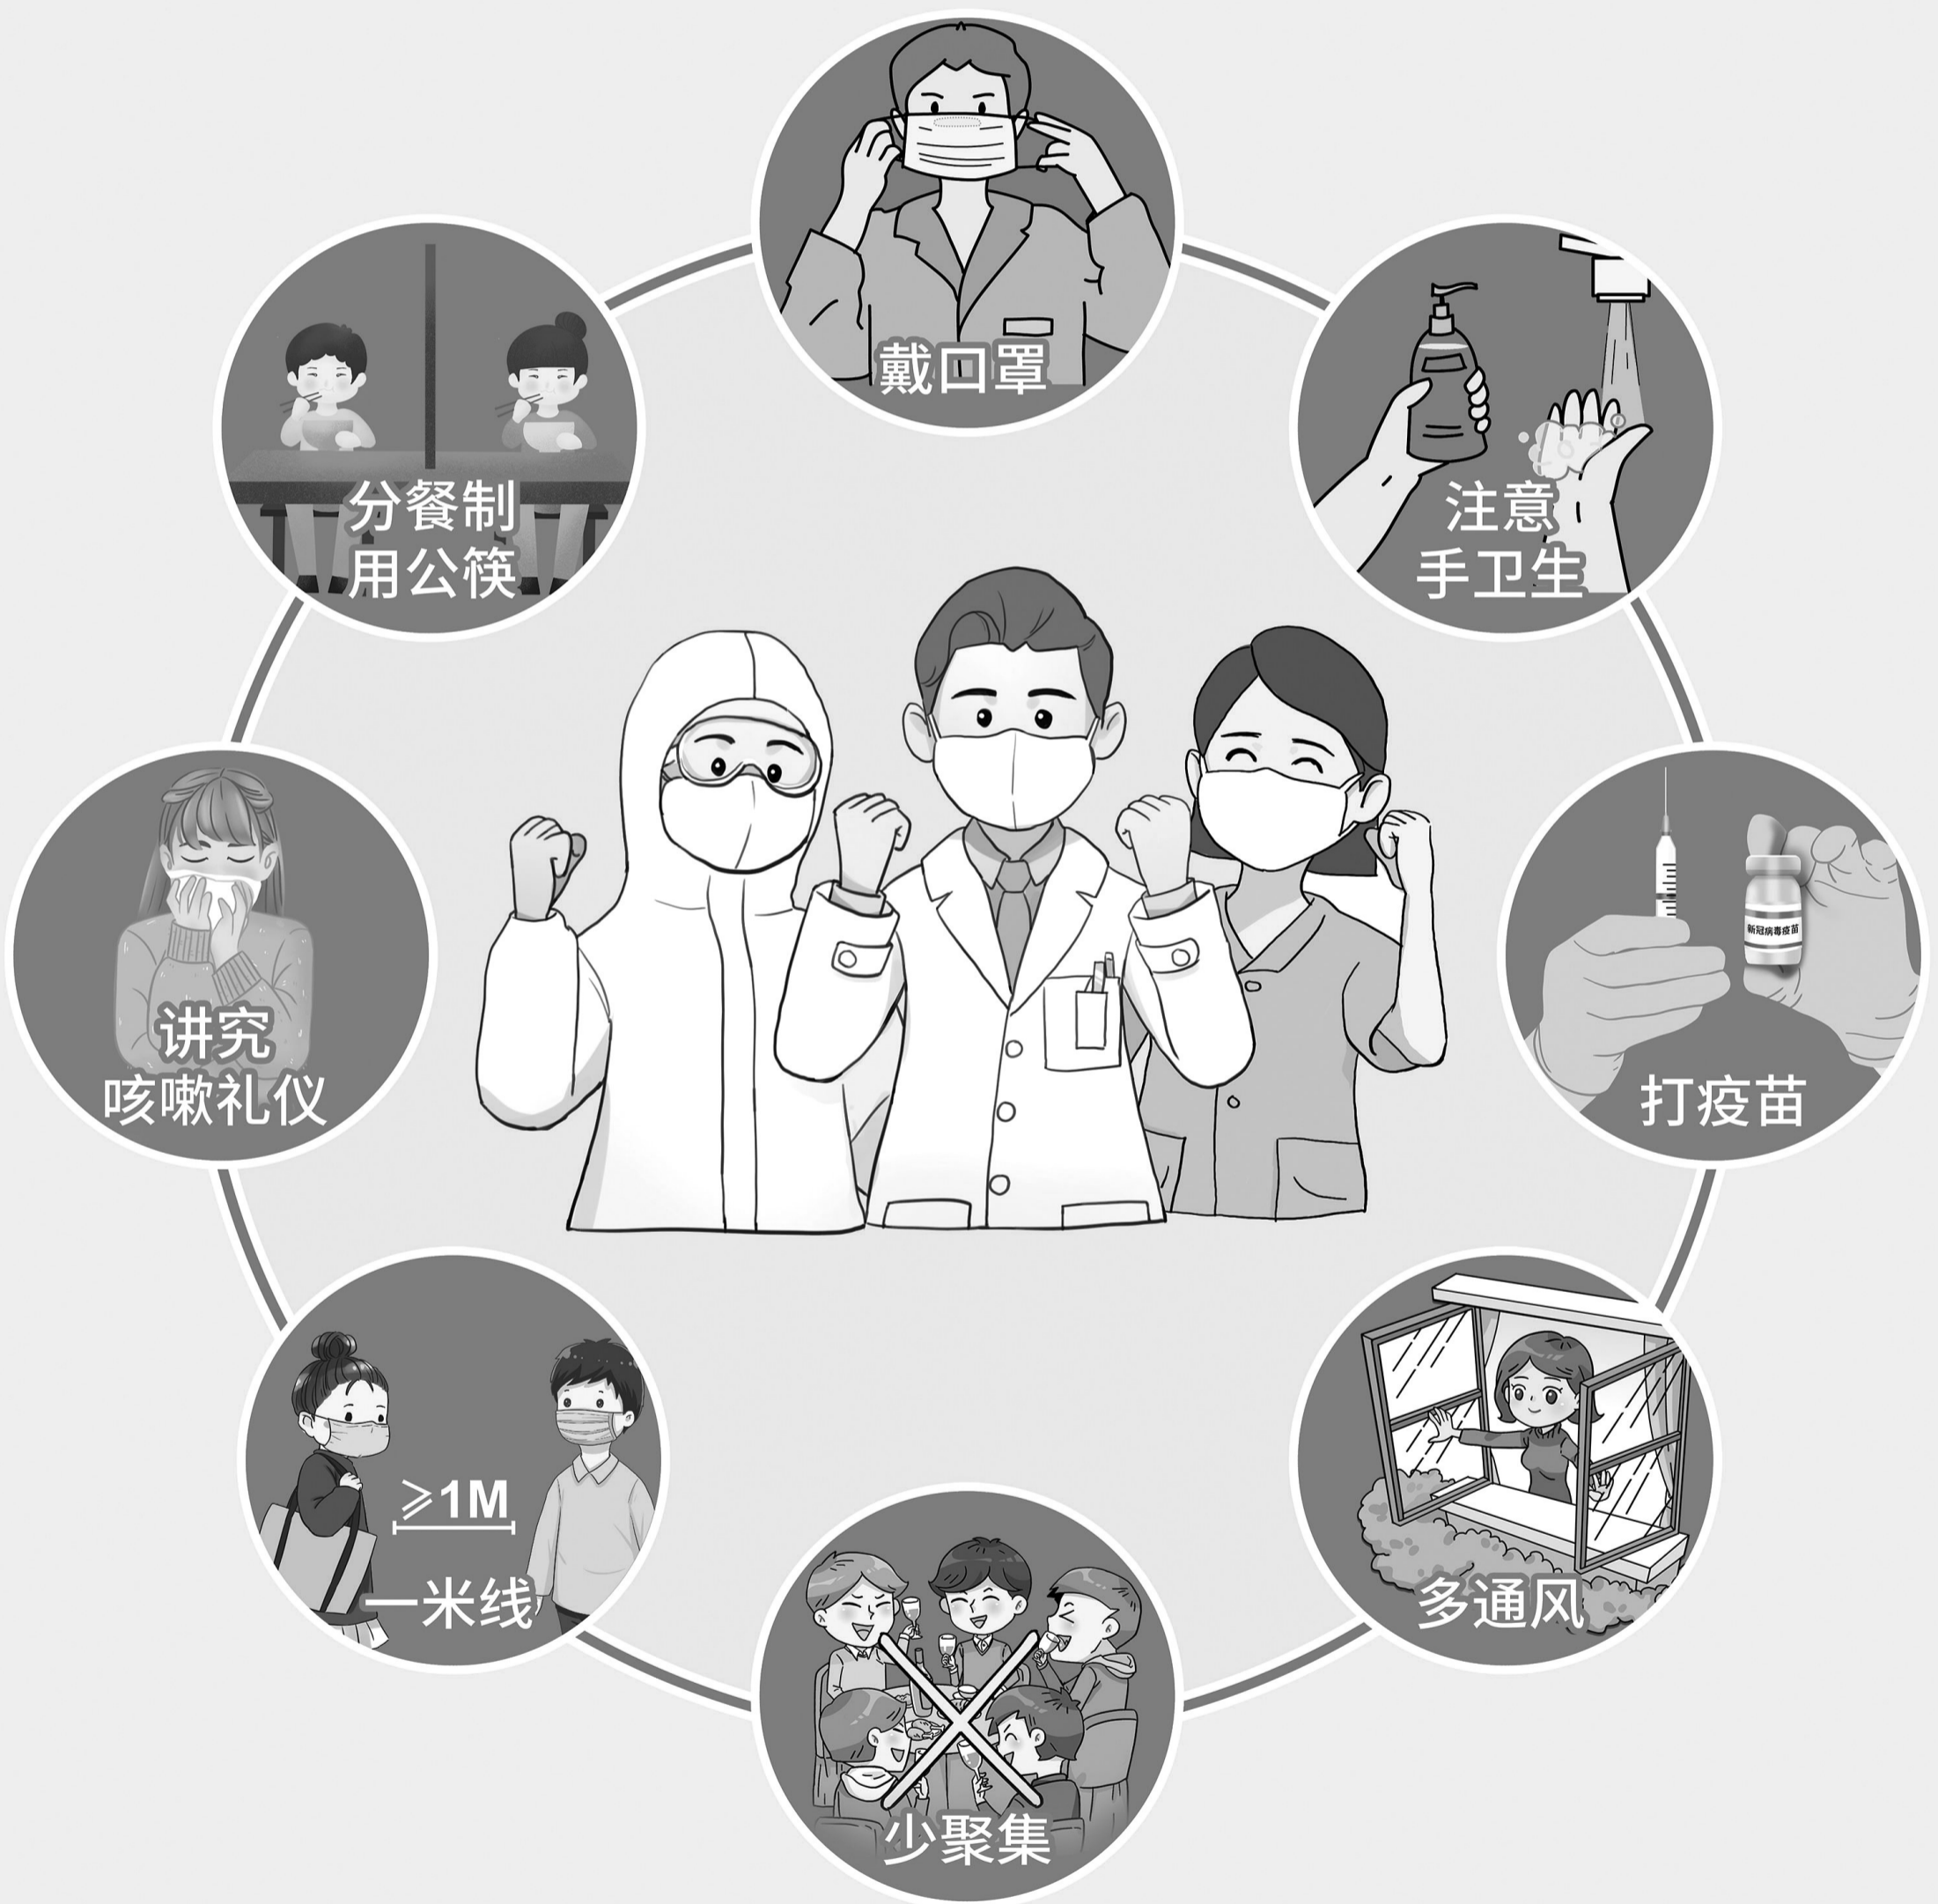 戴口罩
注意
手卫生
新冠病毒疫苗
打疫苗
多通风
少聚集
⩾1M
一米线
讲究
咳嗽礼仪
分餐制
用公筷